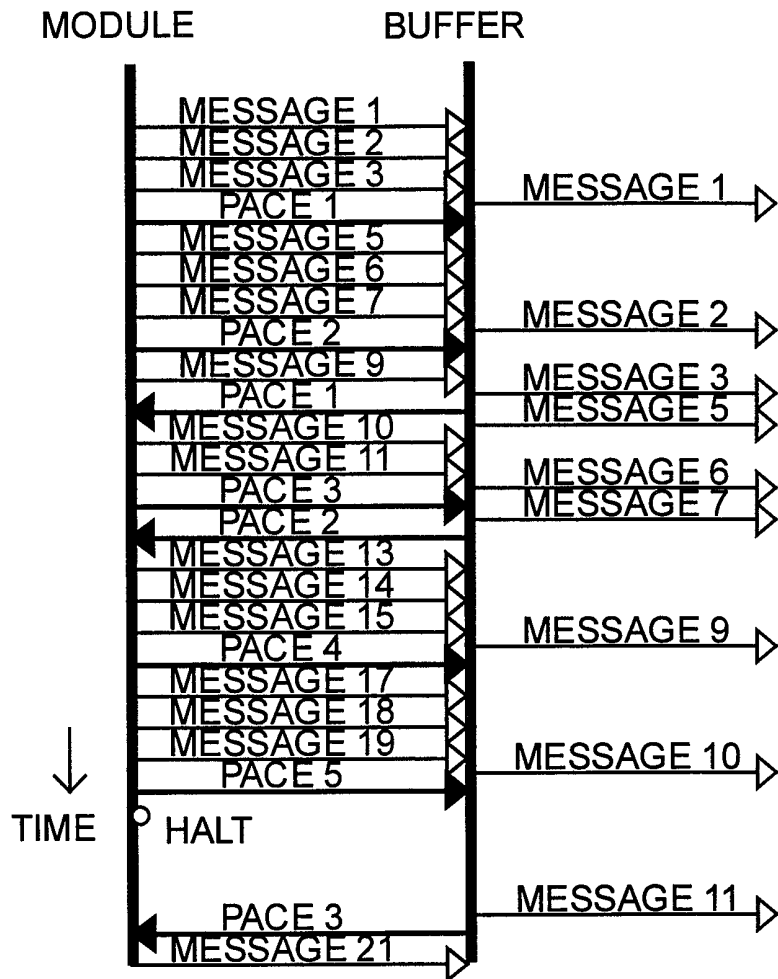 MODULE BUFFER
MESSAGE 1
MESSAGE 2
MESSAGE 3
MESSAGE 1
PACE 1
MESSAGE 5
MESSAGE 6
MESSAGE 7
MESSAGE 2
PACE 2
MESSAGE 9
MESSAGE 3
PACE 1
MESSAGE 5
MESSAGE 10
MESSAGE 11
MESSAGE 6
PACE 3
MESSAGE 7
PACE 2
MESSAGE 13
MESSAGE 14
MESSAGE 15
MESSAGE 9
PACE 4
MESSAGE 17
MESSAGE 18
MESSAGE 19
MESSAGE 10
PACE 5
TIME
HALT
MESSAGE 11
PACE 3
MESSAGE 21